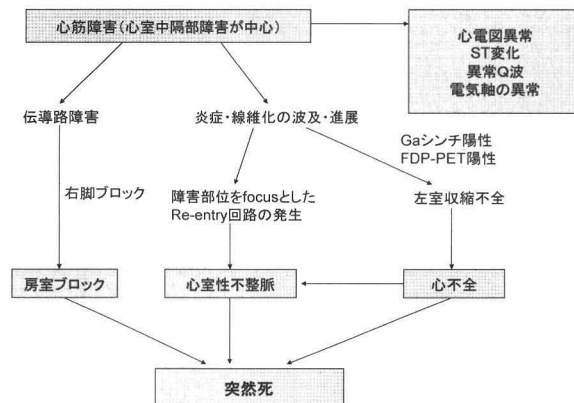 心筋障害(心室中隔部障害が中心)
心電図異常
ST変化
異常Q波
電気軸の異常
伝導路障害
炎症・線維化の波及・進展
Gaシンチ陽性
FDP-PET陽性
右脚ブロック
障害部位をfocusとした
Re-entry回路の発生
左室収縮不全
房室ブロック
心室性不整脈
心不全
突然死